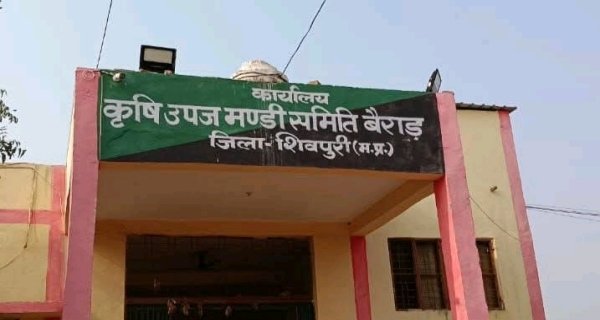 कार्यालय
कृषि उपज मण्डी समिति बैराड़
जिला-शिवपुरी (म.प्र.)